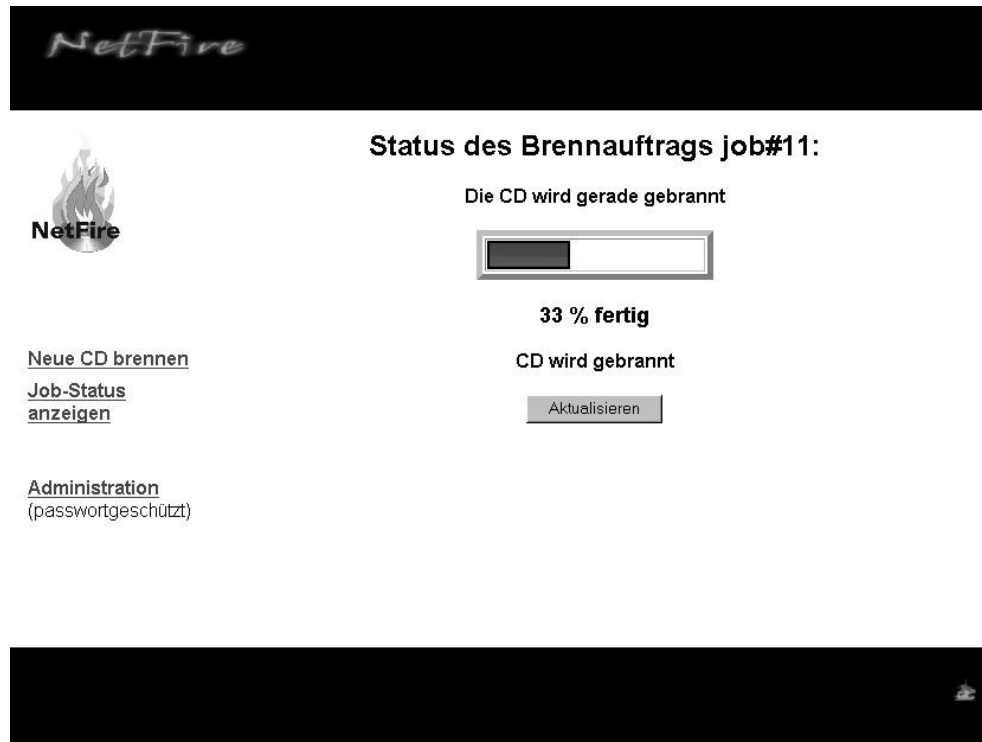 NetFire
NetFire
Neue CD brennen
Job-Status
anzeigen
Administration
(passwortgeschützt)
Status des Brennauftrags job#11:
Die CD wird gerade gebrannt
33 % fertig
CD wird gebrannt
Aktualisieren